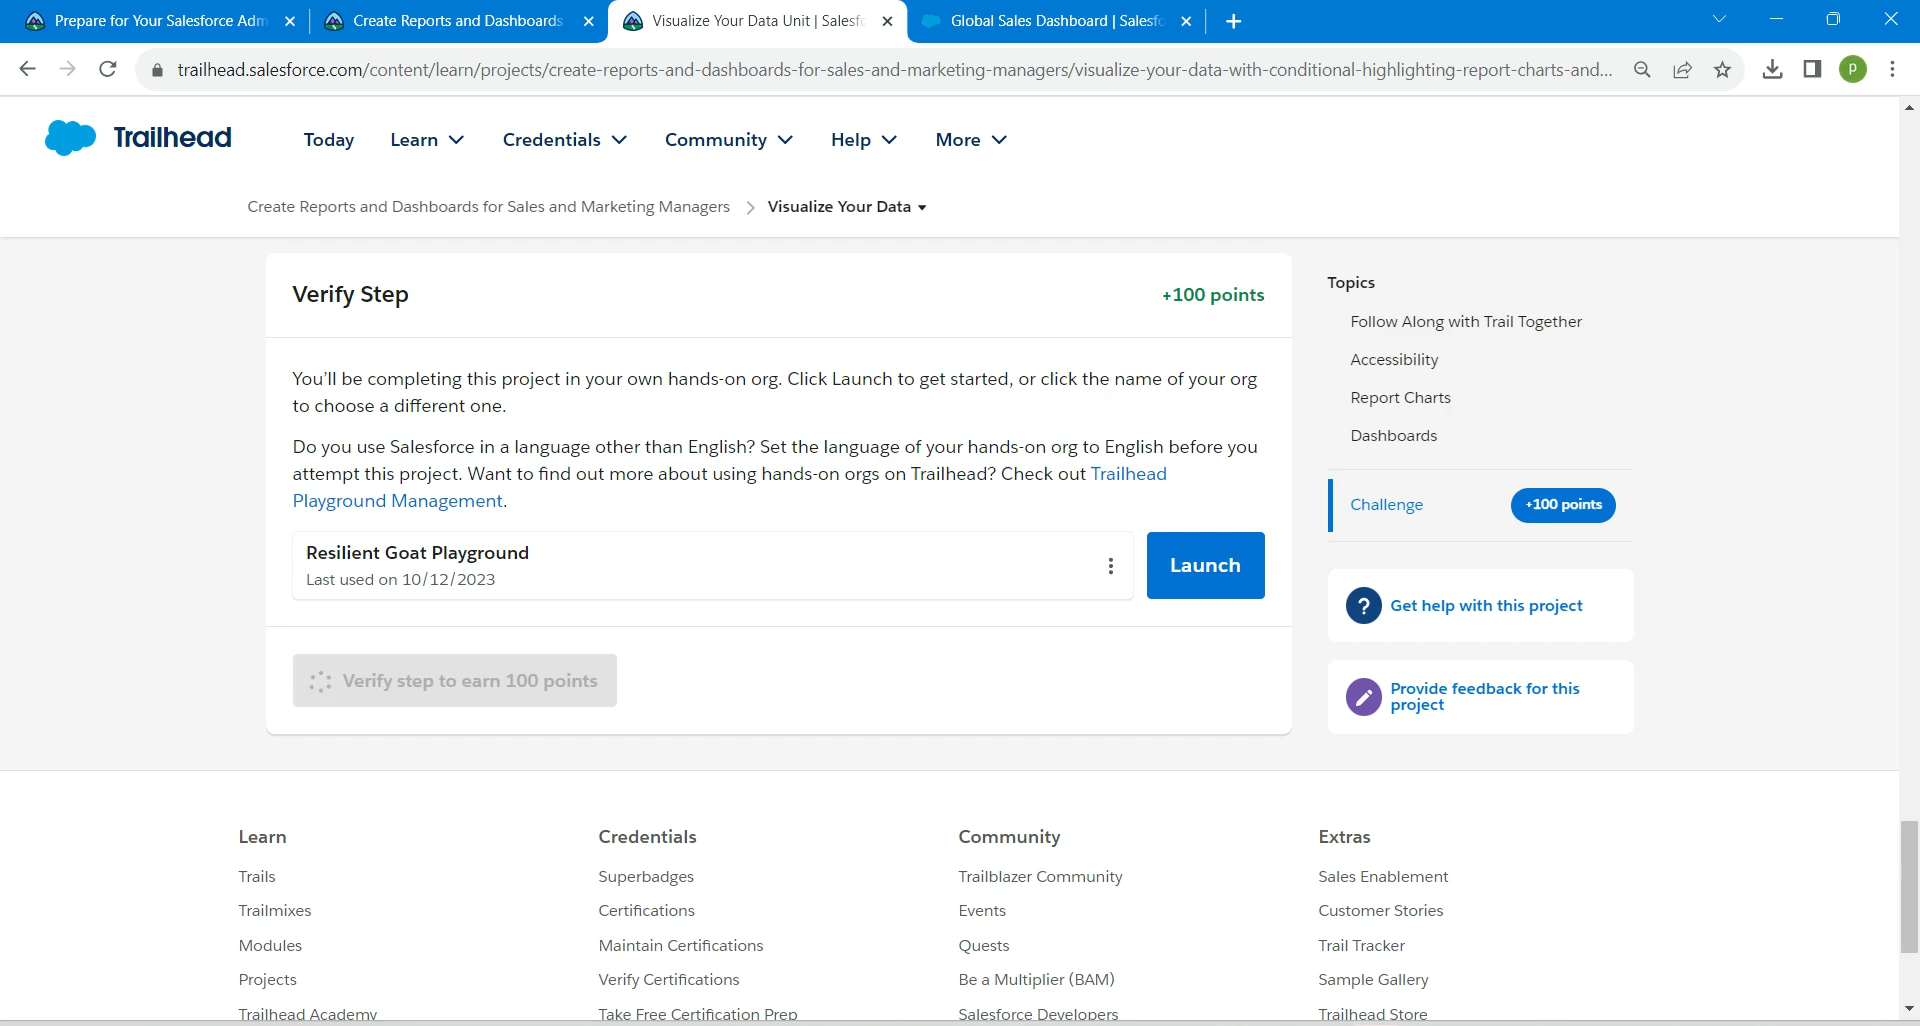 Prepare for Your Salesforce Adm
Create Reports and Dashboards
Visualize Your Data Unit | Salesfo
Global Sales Dashboard | Salesfo
trailhead.salesforce.com/content/learn/projects/create-reports-and-dashboards-for-sales-and-marketing-managers/visualize-your-data-with-conditional-highlighting-report-charts-and...
p
Trailhead
Today
Learn
Credentials
Community
Help
More
Create Reports and Dashboards for Sales and Marketing Managers
Visualize Your Data
Verify Step
+100 points
You'll be completing this project in your own hands-on org. Click Launch to get started, or click the name of your org
to choose a different one.
Do you use Salesforce in a language other than English? Set the language of your hands-on org to English before you
attempt this project. Want to find out more about using hands-on orgs on Trailhead? Check out Trailhead
Playground Management.
Resilient Goat Playground
Last used on 10/12/2023
Launch
Verify step to earn 100 points
Topics
Follow Along with Trail Together
Accessibility
Report Charts
Dashboards
Challenge
+100 points
?
Get help with this project
Provide feedback for this
project
Learn
Trails
Trailmixes
Modules
Projects
Trailhead Academy
Credentials
Superbadges
Certifications
Maintain Certifications
Verify Certifications
Take Free Certification Prep
Community
Trailblazer Community
Events
Quests
Be a Multiplier (BAM)
Salesforce Developers
Extras
Sales Enablement
Customer Stories
Trail Tracker
Sample Gallery
Trailhead Store